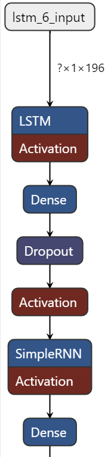 lstm_6_input
?×1×196
LSTM
Activation
Dense
Dropout
Activation
SimpleRNN
Activation
Dense